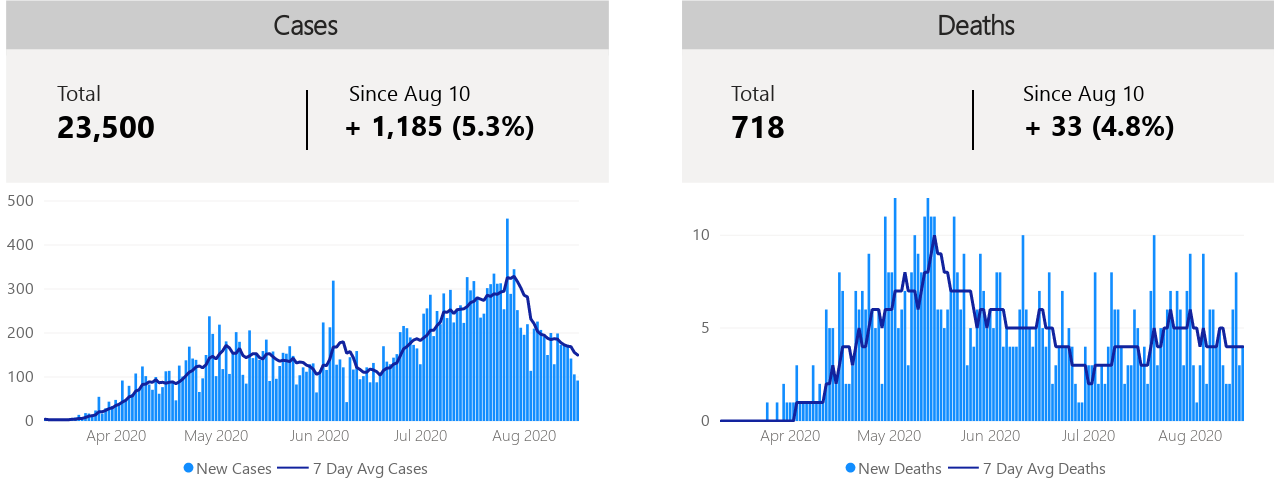 Cases
Total
23,500
Since Aug 10
+ 1,185 (5.3%)
500
400
300
200
100
0
Apr 2020 May 2020 Jun 2020 Jul 2020 Aug 2020
New Cases 7 Day Avg Cases
Deaths
Total
718
Since Aug 10
+ 33 (4.8%)
10
5
0
Apr 2020 May 2020 Jun 2020 Jul 2020 Aug 2020
New Deaths 7 Day Avg Deaths